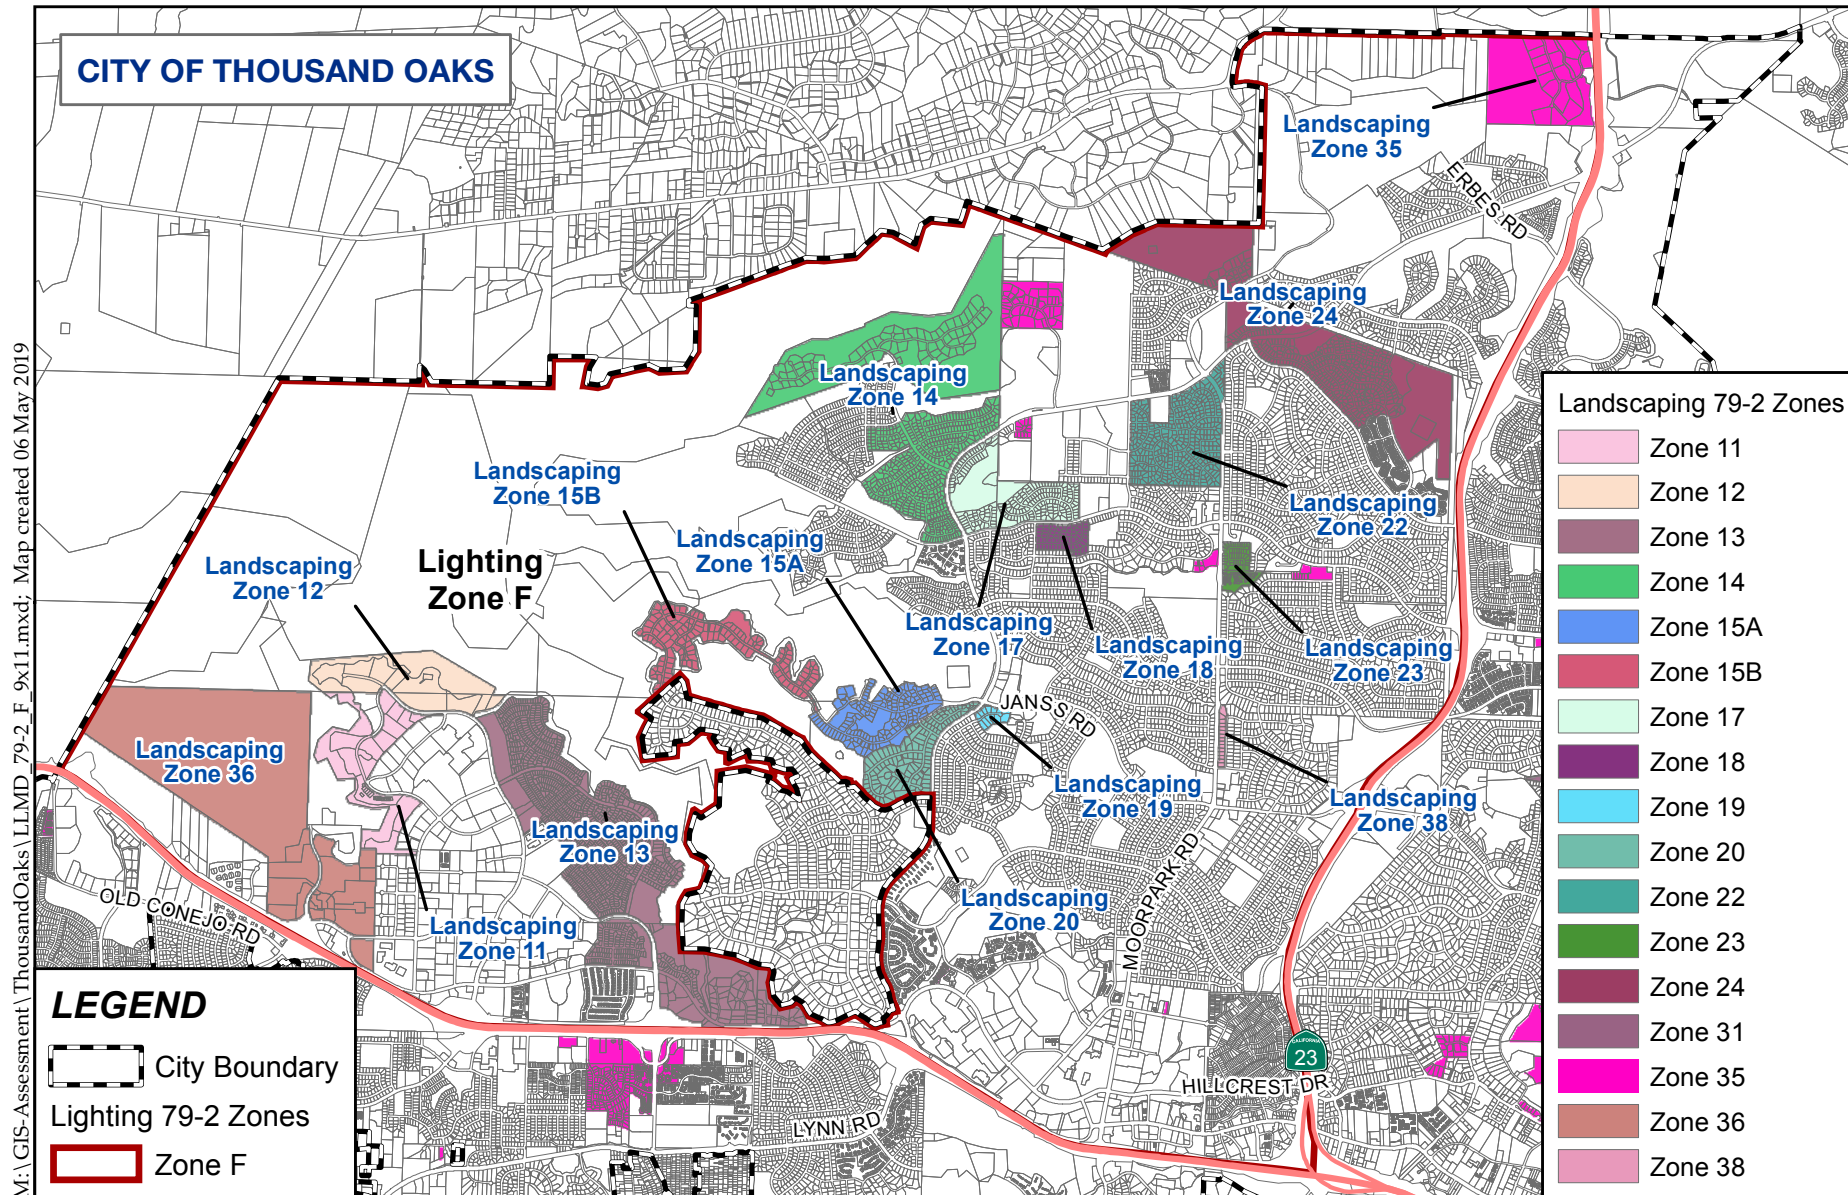 CITY OF THOUSAND OAKS
Landscaping
Zone 35
ERBES RD
Landscaping
Zone 24
Landscaping
Zone 14
Landscaping
Zone 15B
Landscaping
Zone 22
Landscaping
Zone 15A
Lighting
Zone F
Landscaping
Zone 12
Landscaping
Zone 17
Landscaping
Zone 18
Landscaping
Zone 23
JANSS RD
Landscaping
Zone 36
Landscaping
Zone 19
Landscaping
Zone 38
Landscaping
Zone 13
MOORPARK RD
OLD CONEJO RD
Landscaping
Zone 11
Landscaping
Zone 20
CALIFORNIA
23
HILLCREST DR
LYNN RD
LEGEND
City Boundary
Lighting 79-2 Zones
Zone F
Landscaping 79-2 Zones
Zone 11
Zone 12
Zone 13
Zone 14
Zone 15A
Zone 15B
Zone 17
Zone 18
Zone 19
Zone 20
Zone 22
Zone 23
Zone 24
Zone 31
Zone 35
Zone 36
Zone 38
M:\GIS-Assessment\ThousandOaks\LLMD_79-2_F_9x11.mxd; Map created 06 May 2019